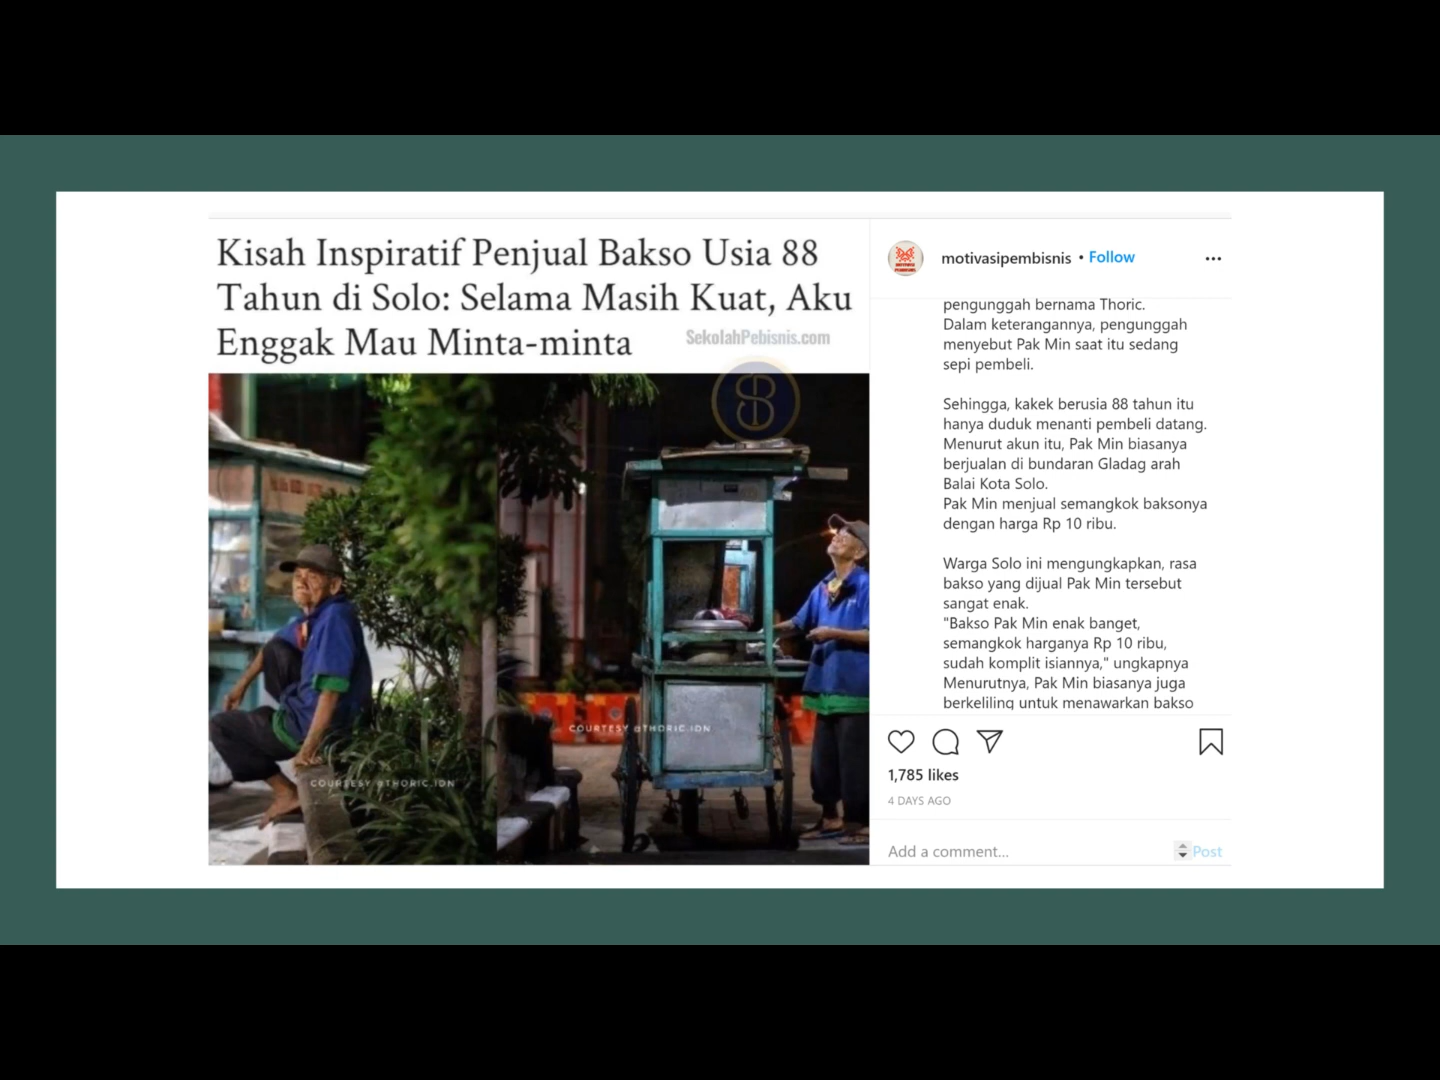 Kisah Inspiratif Penjual Bakso Usia 88
Tahun di Solo: Selama Masih Kuat, Aku
Enggak Mau Minta-minta
SekolahPebisnis.com
COURTESY @THORIC.IDN
COURTESY @THORIC.IDN
motivasipembisnis • Follow
pengunggah bernama Thoric.
Dalam keterangannya, pengunggah
menyebut Pak Min saat itu sedang
sepi pembeli.
Sehingga, kakek berusia 88 tahun itu
hanya duduk menanti pembeli datang.
Menurut akun itu, Pak Min biasanya
berjualan di bundaran Gladag arah
Balai Kota Solo.
Pak Min menjual semangkok baksonya
dengan harga Rp 10 ribu.
Warga Solo ini mengungkapkan, rasa
bakso yang dijual Pak Min tersebut
sangat enak.
"Bakso Pak Min enak banget,
semangkok harganya Rp 10 ribu,
sudah komplit isiannya," ungkapnya
Menurutnya, Pak Min biasanya juga
berkeliling untuk menawarkan bakso
1,785 likes
4 DAYS AGO
Add a comment...
Post